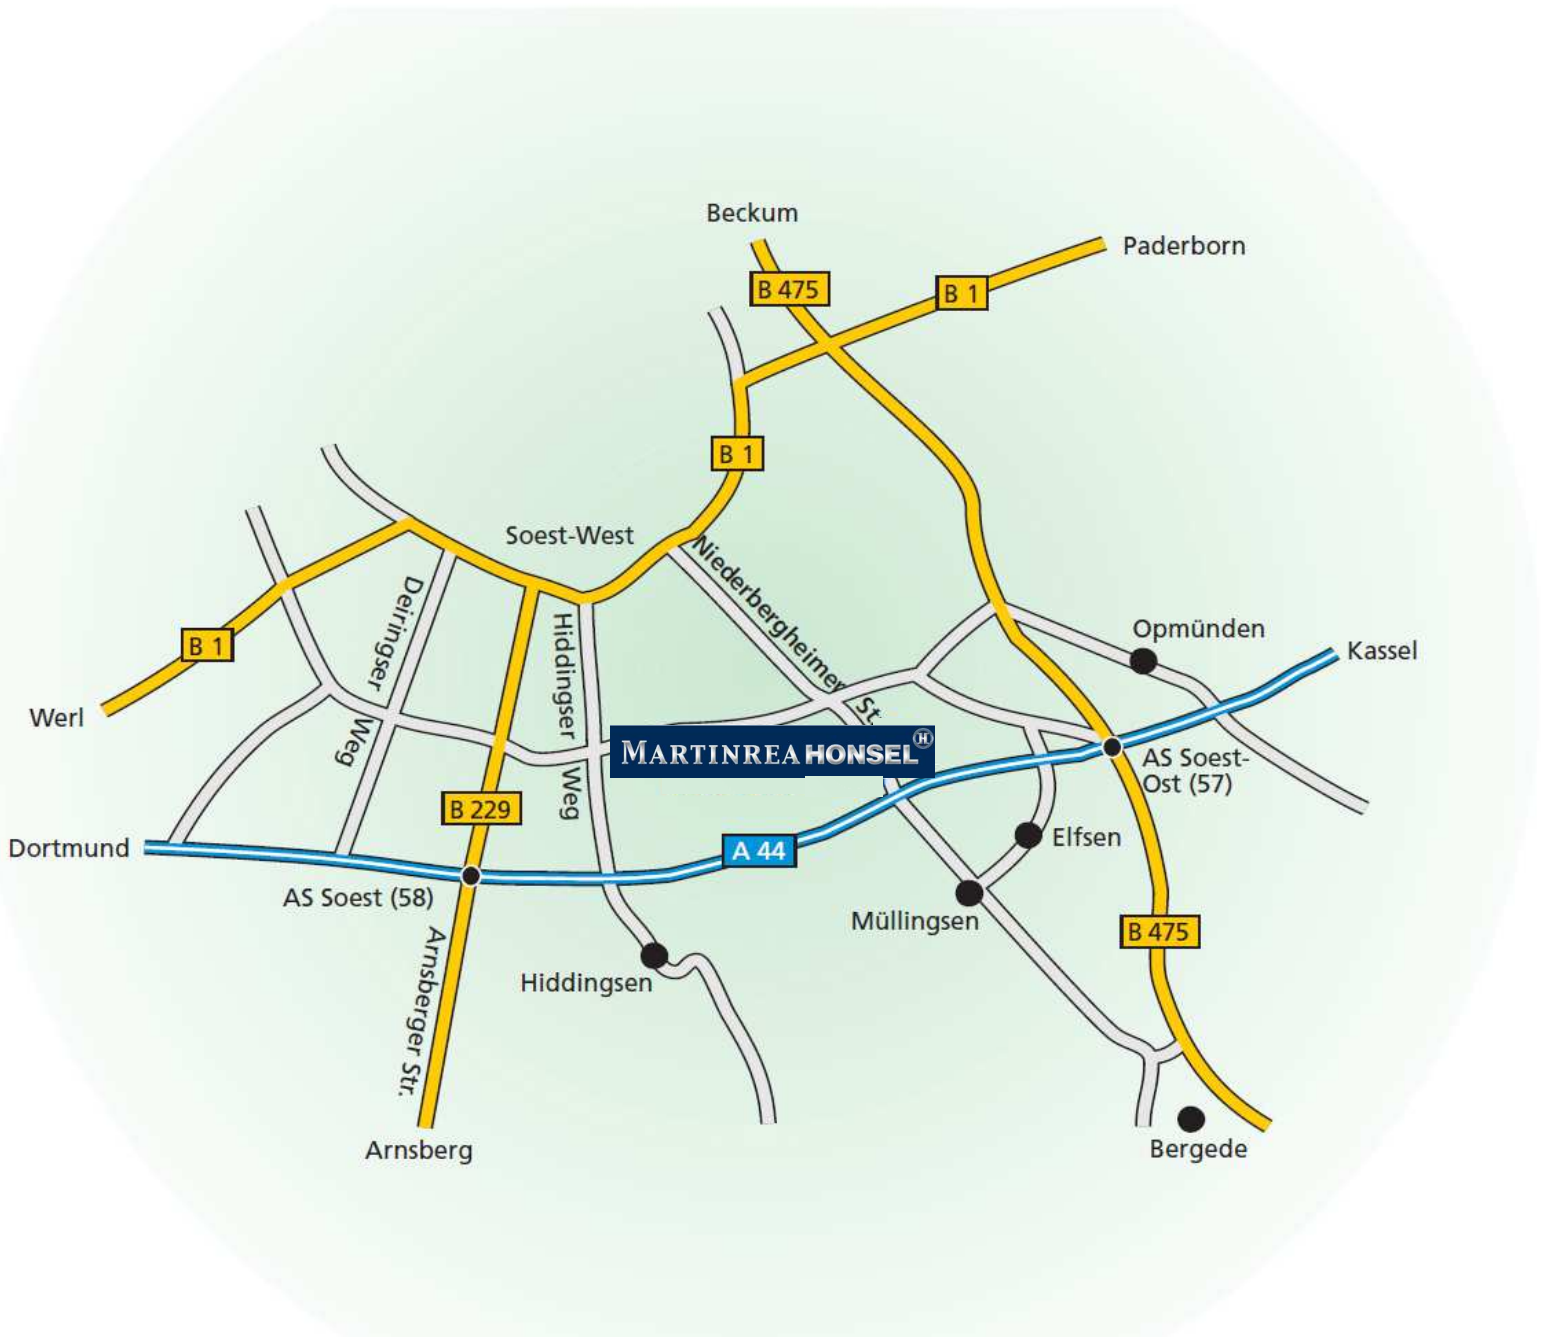 Beckum
Paderborn
B 475
B 1
B 1
Soest-West
Niederbergheimer St.
Deiringser
Weg
Hiddingser
Weg
Opmünden
Kassel
B 1
Werl
MARTINREA HONSEL H
AS Soest-
Ost (57)
B 229
Dortmund
A 44
Elfsen
AS Soest (58)
Müllingsen
B 475
Arnsberger Str.
Hiddingsen
Arnsberg
Bergede